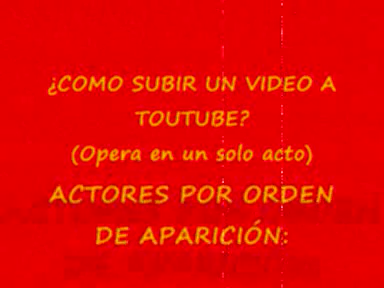 ¿COMO SUBIR UN VIDEO A
TOUTUBE?
(Opera en un solo acto)
ACTORES POR ORDEN
DE APARICIÓN: